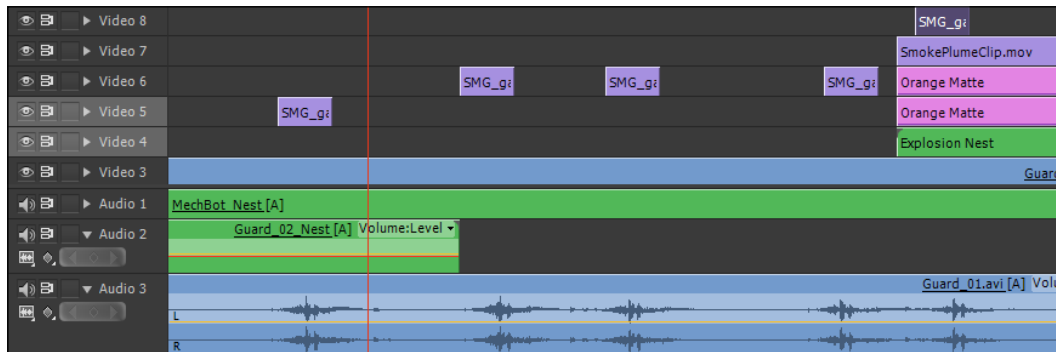 Video 8 SMG_ga
Video 7 SmokePlumeClip.mov
Video 6 SMG_ga SMG_ga SMG_ga Orange Matte
Video 5 SMG_ga Orange Matte
Video 4 Explosion Nest
Video 3 Guard
Audio 1 MechBot_Nest [A]
Audio 2 Guard_02_Nest [A] Volume:Level
Audio 3 Guard_01.avi [A] Volu
L
R